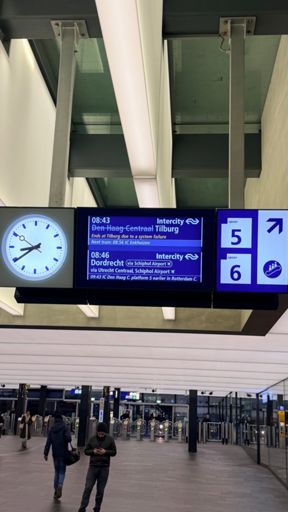 08:43 Intercity
Den Haag Centraal Tilburg
Ends at Tilburg due to a system failure
Next train: 08:56 IC Enkhuizen
08:46 Intercity
Dordrecht via Schiphol Airport
via Utrecht Centraal, Schiphol Airport
09:43 IC Den Haag C. platform 5 earlier in Rotterdam C.
5
6